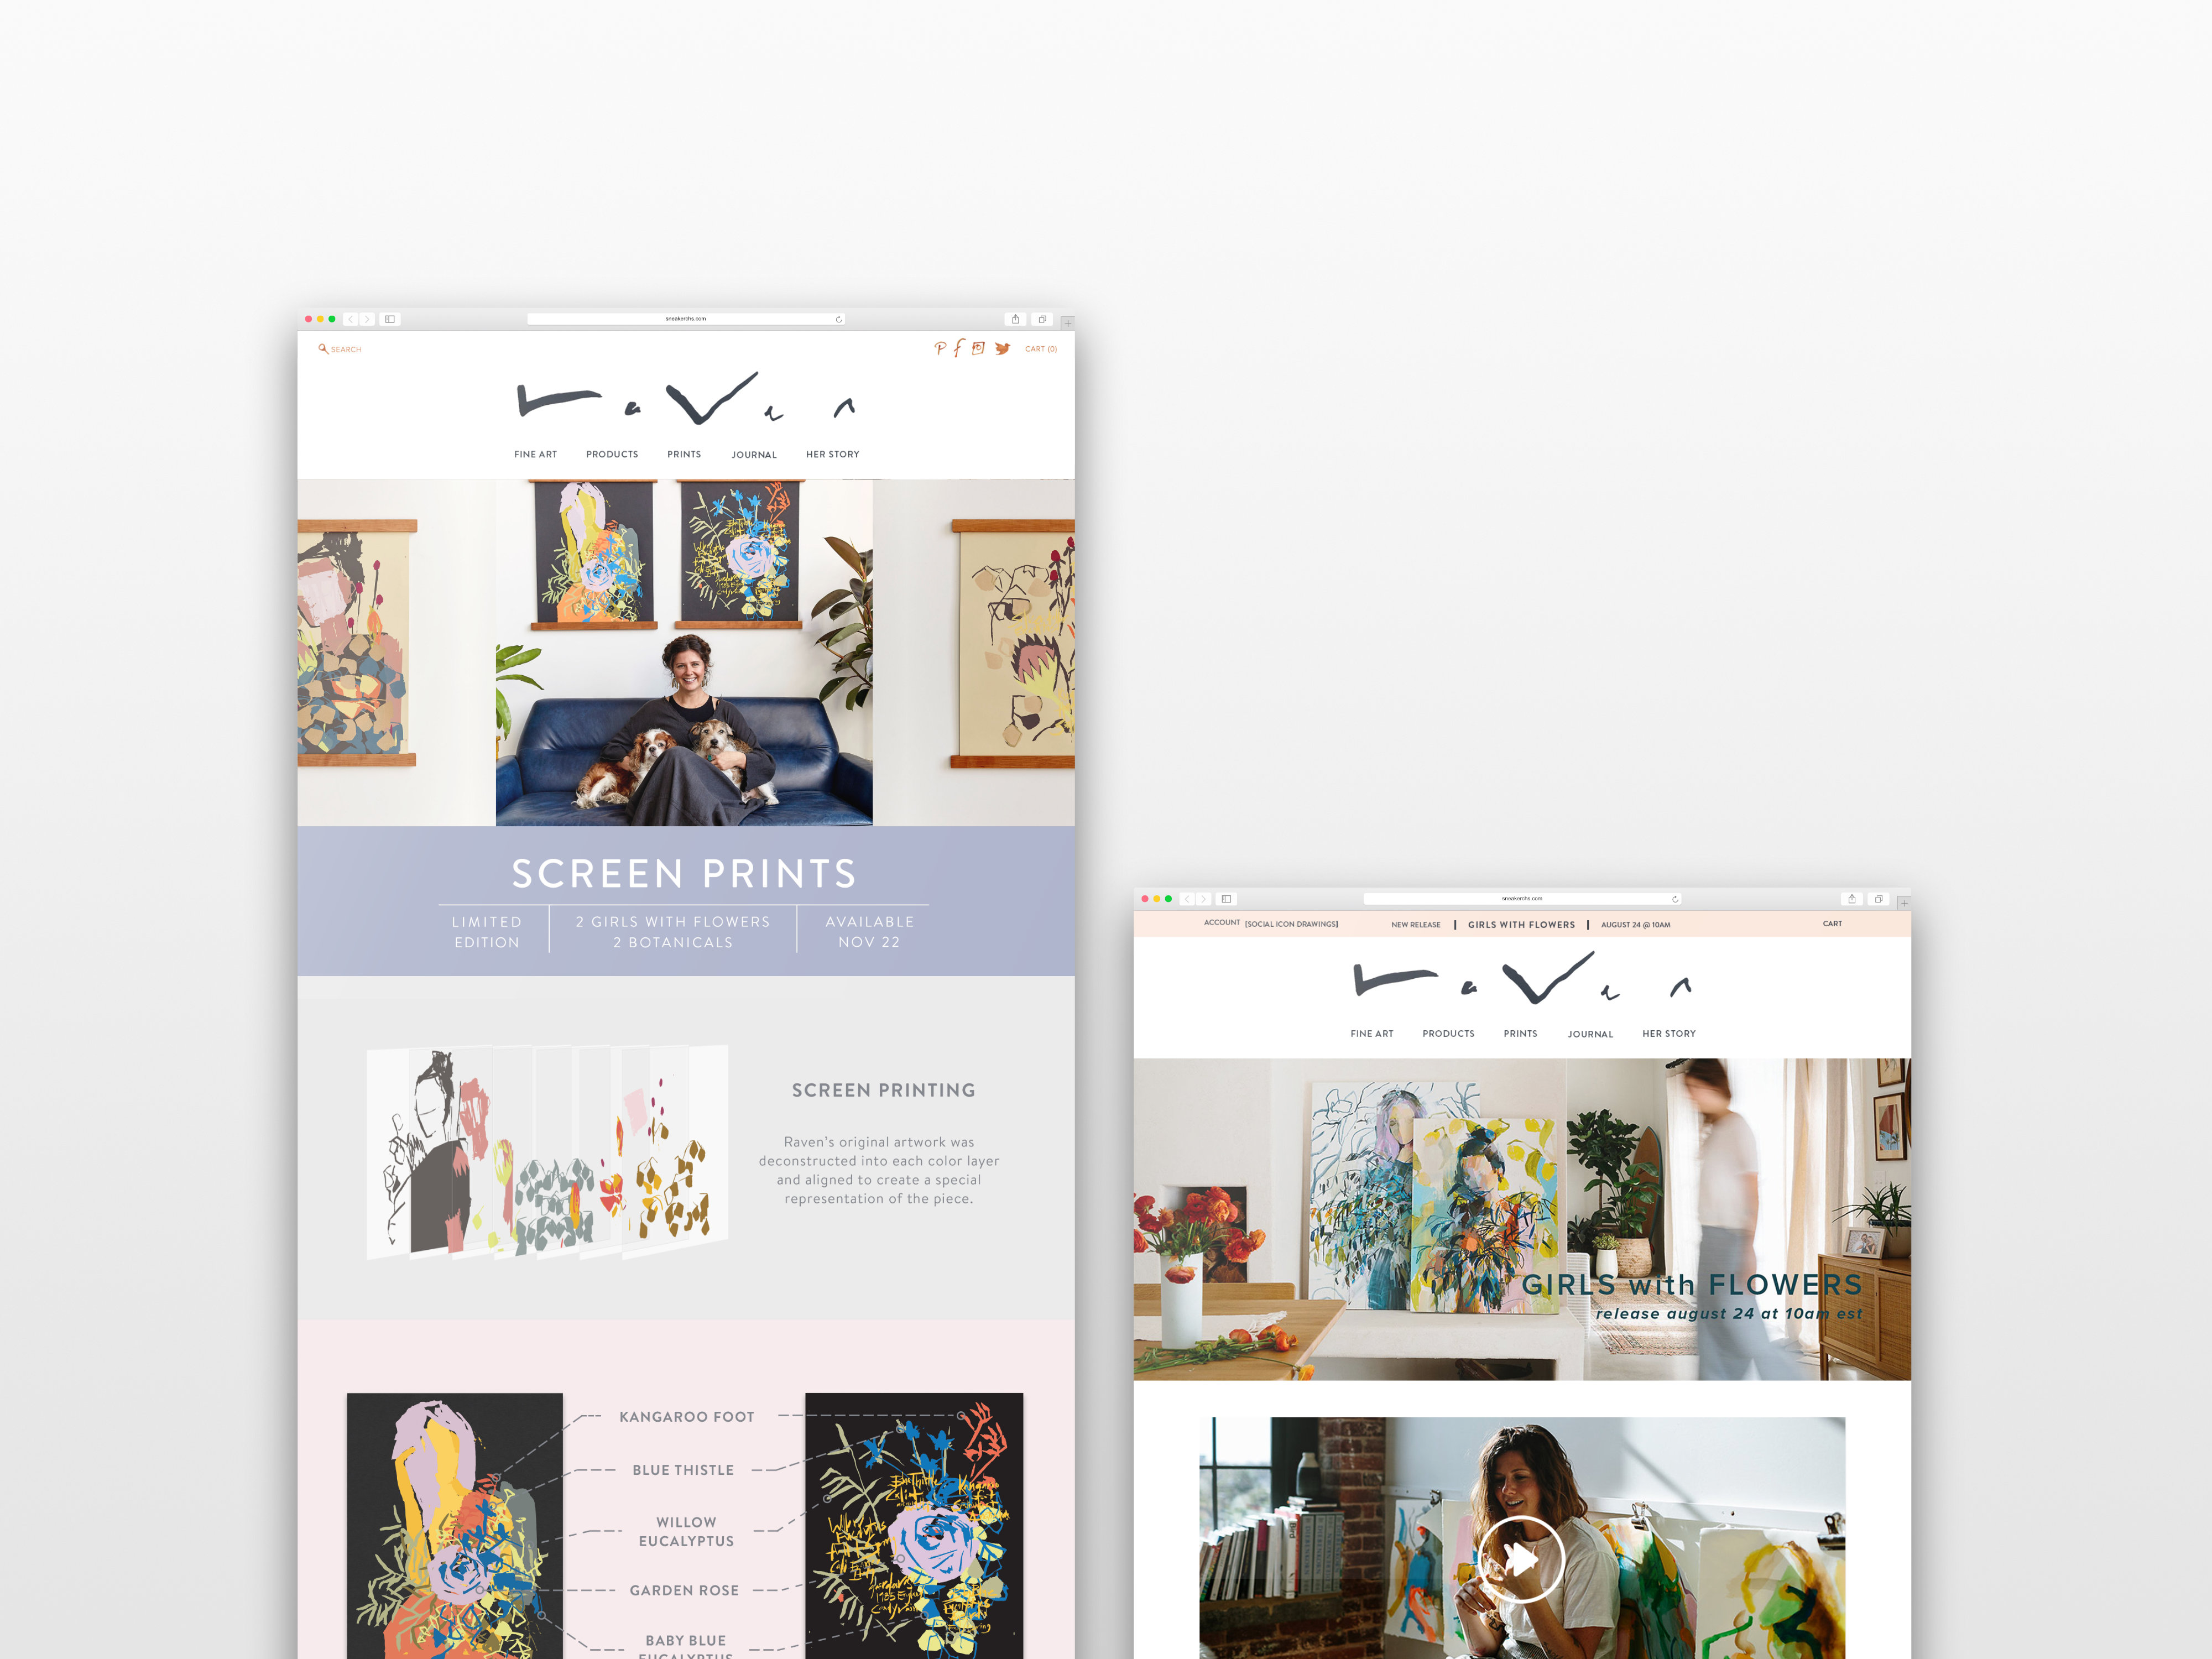 sneakerchs.com
SEARCH
CART (0)
raven
FINE ART PRODUCTS PRINTS JOURNAL HER STORY
SCREEN PRINTS
LIMITED EDITION
2 GIRLS WITH FLOWERS
2 BOTANICALS
AVAILABLE
NOV 22
SCREEN PRINTING
Raven's original artwork was
deconstructed into each color layer
and aligned to create a special
representation of the piece.
KANGAROO FOOT
BLUE THISTLE
WILLOW
EUCALYPTUS
GARDEN ROSE
BABY BLUE
EUCALYPTUS
sneakerchs.com
ACCOUNT [SOCIAL ICON DRAWINGS] NEW RELEASE | GIRLS WITH FLOWERS | AUGUST 24 @ 10AM CART
raven
FINE ART PRODUCTS PRINTS JOURNAL HER STORY
GIRLS with FLOWERS
release august 24 at 10am est